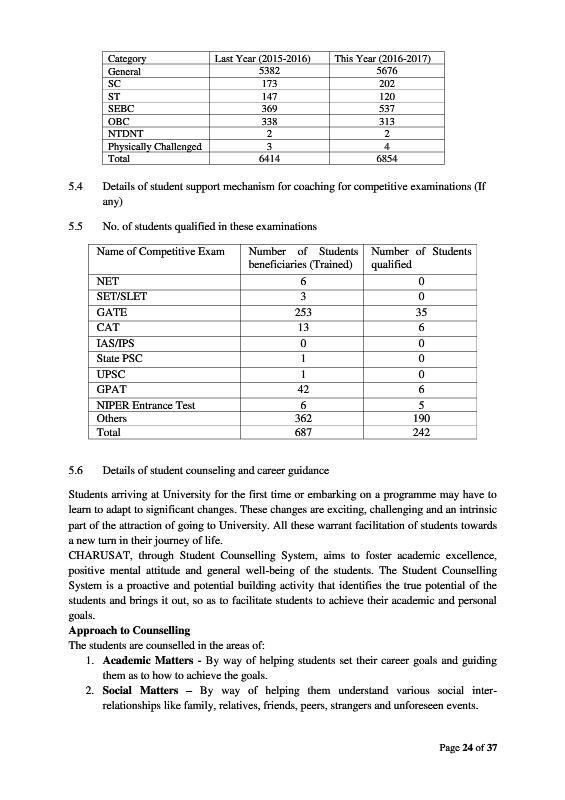 Category Last Year (2015-2016) This Year (2016-2017)
General 5382 5676
SC 173 202
ST 147 120
SEBC 369 537
OBC 338 313
NTDNT 2 2
Physically Challenged 3 4
Total 6414 6854
5.4 Details of student support mechanism for coaching for competitive examinations (If
any)
5.5 No. of students qualified in these examinations
Name of Competitive Exam Number of Students Number of Students
beneficiaries (Trained) qualified
NET 6 0
SET/SLET 3 0
GATE 253 35
CAT 13 6
IAS/IPS 0 0
State PSC 1 0
UPSC 1 0
GPAT 42 6
NIPER Entrance Test 6 5
Others 362 190
Total 687 242
5.6 Details of student counseling and career guidance
Students arriving at University for the first time or embarking on a programme may have to
learn to adapt to significant changes. These changes are exciting, challenging and an intrinsic
part of the attraction of going to University. All these warrant facilitation of students towards
a new turn in their journey of life.
CHARUSAT, through Student Counselling System, aims to foster academic excellence,
positive mental attitude and general well-being of the students. The Student Counselling
System is a proactive and potential building activity that identifies the true potential of the
students and brings it out, so as to facilitate students to achieve their academic and personal
goals.
Approach to Counselling
The students are counselled in the areas of:
1. Academic Matters - By way of helping students set their career goals and guiding
them as to how to achieve the goals.
2. Social Matters – By way of helping them understand various social inter-
relationships like family, relatives, friends, peers, strangers and unforeseen events.
Page 24 of 37